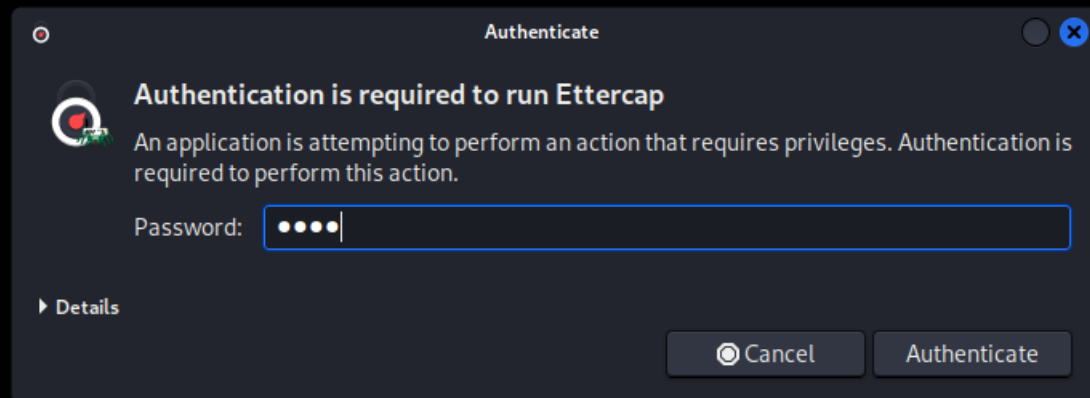 Authenticate
Authentication is required to run Ettercap
An application is attempting to perform an action that requires privileges. Authentication is
required to perform this action.
Password: ••••
Details
Cancel
Authenticate